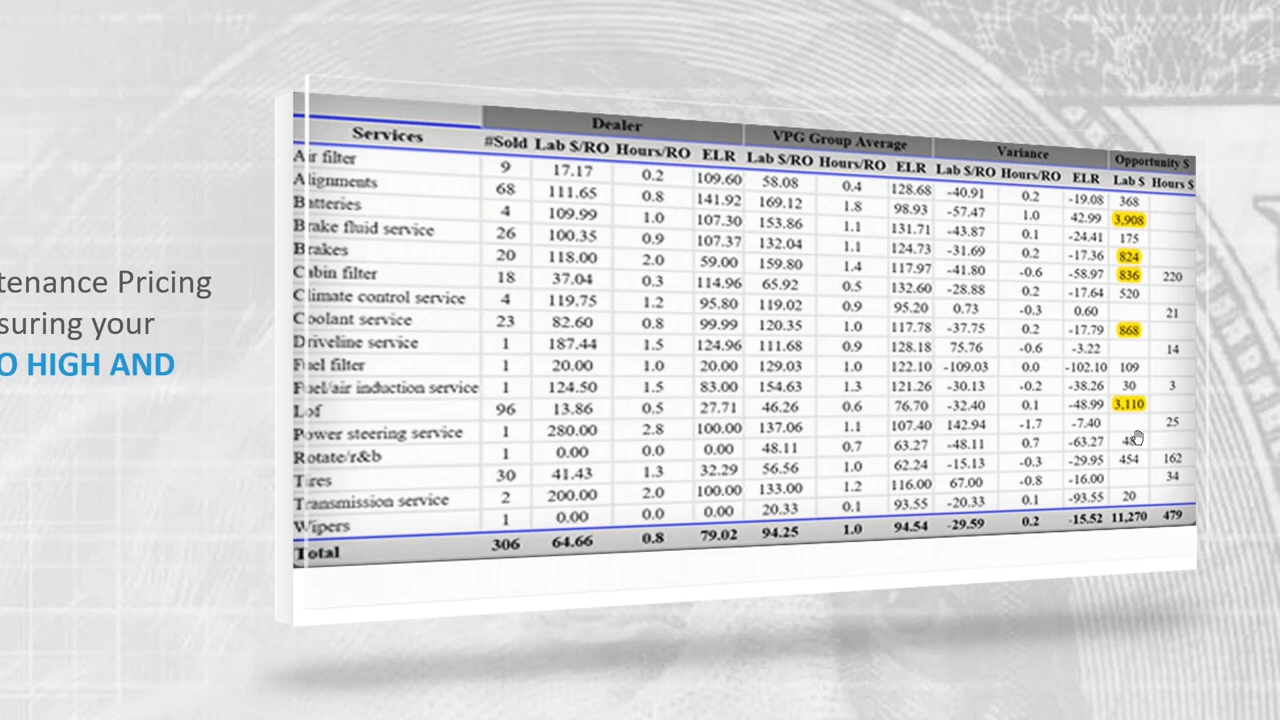 tenance Pricing
suring your
O HIGH AND
Dealer VPG Group Average Variance Opportunity $
Services #Sold Lab $/RO Hours/RO ELR Lab $/RO Hours/RO ELR Lab $/RO Hours/RO ELR Lab $ Hours $
Air filter 9 17.17 0.2 109.60 58.08 0.4 128.68 -40.91 0.2 -19.08 368
Alignments 68 111.65 0.8 141.92 169.12 1.8 98.93 -57.47 1.0 42.99 3,908
Batteries 4 109.99 1.0 107.30 153.86 1.1 131.71 -43.87 0.1 -24.41 175
Brake fluid service 26 100.35 0.9 107.37 132.04 1.1 124.73 -31.69 0.2 -17.36 824
Brakes 20 118.00 2.0 59.00 159.80 1.4 117.97 -41.80 -0.6 -58.97 836 220
Cabin filter 18 37.04 0.3 114.96 65.92 0.5 132.60 -28.88 0.2 -17.64 520
Climate control service 4 119.75 1.2 95.80 119.02 0.9 95.20 0.73 -0.3 0.60 21
Coolant service 23 82.60 0.8 99.99 120.35 1.0 117.78 -37.75 0.2 -17.79 868
Driveline service 1 187.44 1.5 124.96 111.68 0.9 128.18 75.76 -0.6 -3.22 14
Fuel filter 1 20.00 1.0 20.00 129.03 1.0 122.10 -109.03 0.0 -102.10 109
Fuel/air induction service 1 124.50 1.5 83.00 154.63 1.3 121.26 -30.13 -0.2 -38.26 30 3
Lof 96 13.86 0.5 27.71 46.26 0.6 76.70 -32.40 0.1 -48.99 3,110
Power steering service 1 280.00 2.8 100.00 137.06 1.1 107.40 142.94 -1.7 -7.40 25
Rotate/r&b 1 0.00 0.0 0.00 48.11 0.7 63.27 -48.11 0.7 -63.27 48
Tires 30 41.43 1.3 32.29 56.56 1.0 62.24 -15.13 -0.3 -29.95 454 162
Transmission service 2 200.00 2.0 100.00 133.00 1.2 116.00 67.00 -0.8 -16.00 34
Wipers 1 0.00 0.0 0.00 20.33 0.1 93.55 -20.33 0.1 -93.55 20
Total 306 64.66 0.8 79.02 94.25 1.0 94.54 -29.59 0.2 -15.52 11,270 479